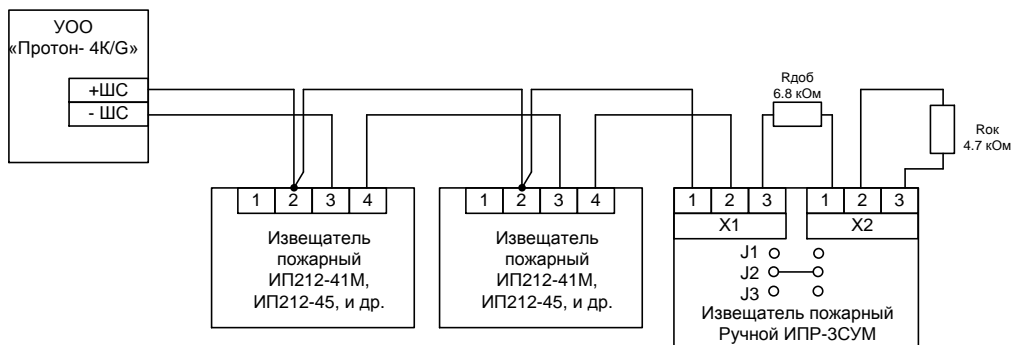 УОО
«Протон- 4К/G»
+ШС
- ШС
Rдоб
6.8 кОм
Rок
4.7 кОм
1 2 3 4
1 2 3 4
1 2 3
1 2 3
X1
X2
Извещатель
пожарный
ИП212-41М,
ИП212-45, и др.
Извещатель
пожарный
ИП212-41М,
ИП212-45, и др.
J1
J2
J3
Извещатель пожарный
Ручной ИПР-3СУМ